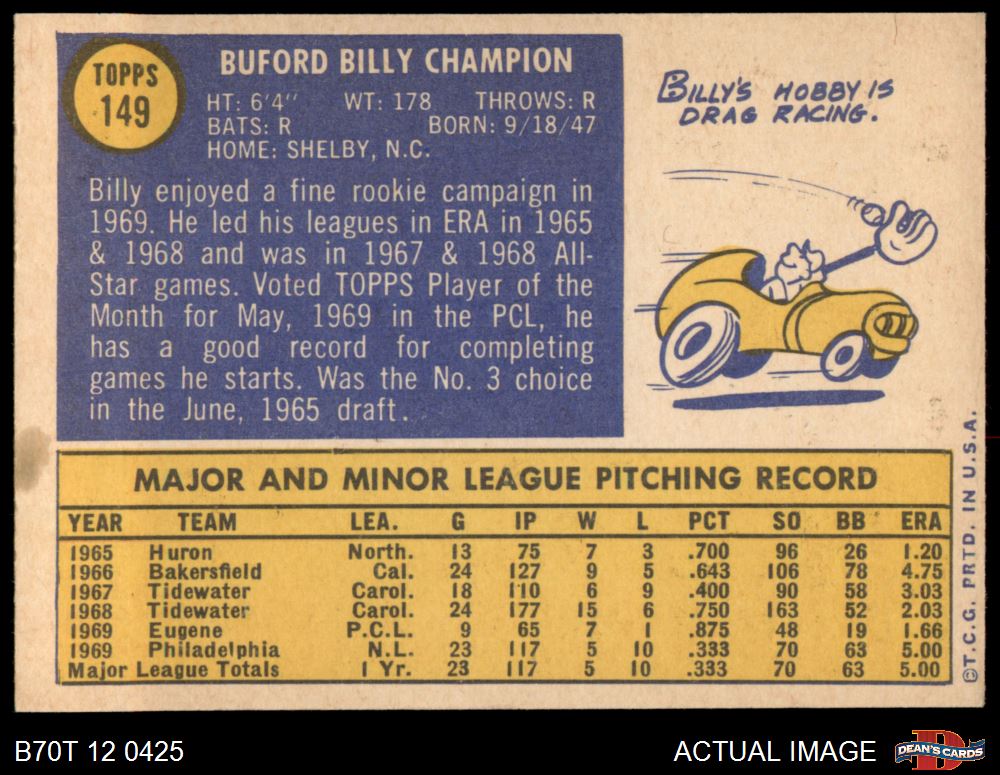 TOPPS
149
BUFORD BILLY CHAMPION
HT: 6'4" WT: 178 THROWS: R
BATS: R BORN: 9/18/47
HOME: SHELBY, N.C.
Billy enjoyed a fine rookie campaign in
1969. He led his leagues in ERA in 1965
& 1968 and was in 1967 & 1968 All-
Star games. Voted TOPPS Player of the
Month for May, 1969 in the PCL, he
has a good record for completing
games he starts. Was the No. 3 choice
in the June, 1965 draft.
BILLY'S HOBBY IS
DRAG RACING.
MAJOR AND MINOR LEAGUE PITCHING RECORD
YEAR TEAM LEA. G IP W L PCT SO BB ERA
1965 Huron North. 13 75 7 3 .700 96 26 1.20
1966 Bakersfield Cal. 24 127 9 5 .643 106 78 4.75
1967 Tidewater Carol. 18 110 6 9 .400 90 58 3.03
1968 Tidewater Carol. 24 177 15 6 .750 163 52 2.03
1969 Eugene P.C.L. 9 65 7 1 .875 48 19 1.66
1969 Philadelphia N.L. 23 117 5 10 .333 70 63 5.00
Major League Totals 1 Yr. 23 117 5 10 .333 70 63 5.00
©T.C.G. PRTD. IN U.S.A.
B70T 12 0425
ACTUAL IMAGE
DEAN'S CARDS